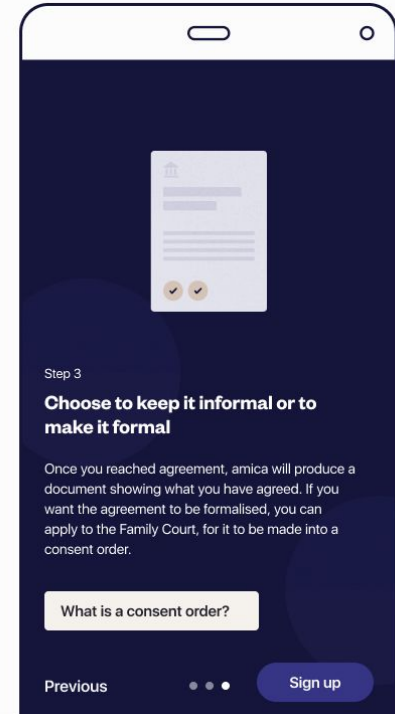 Step 3
Choose to keep it informal or to
make it formal
Once you reached agreement, amica will produce a
document showing what you have agreed. If you
want the agreement to be formalised, you can
apply to the Family Court, for it to be made into a
consent order.
What is a consent order?
Previous
Sign up